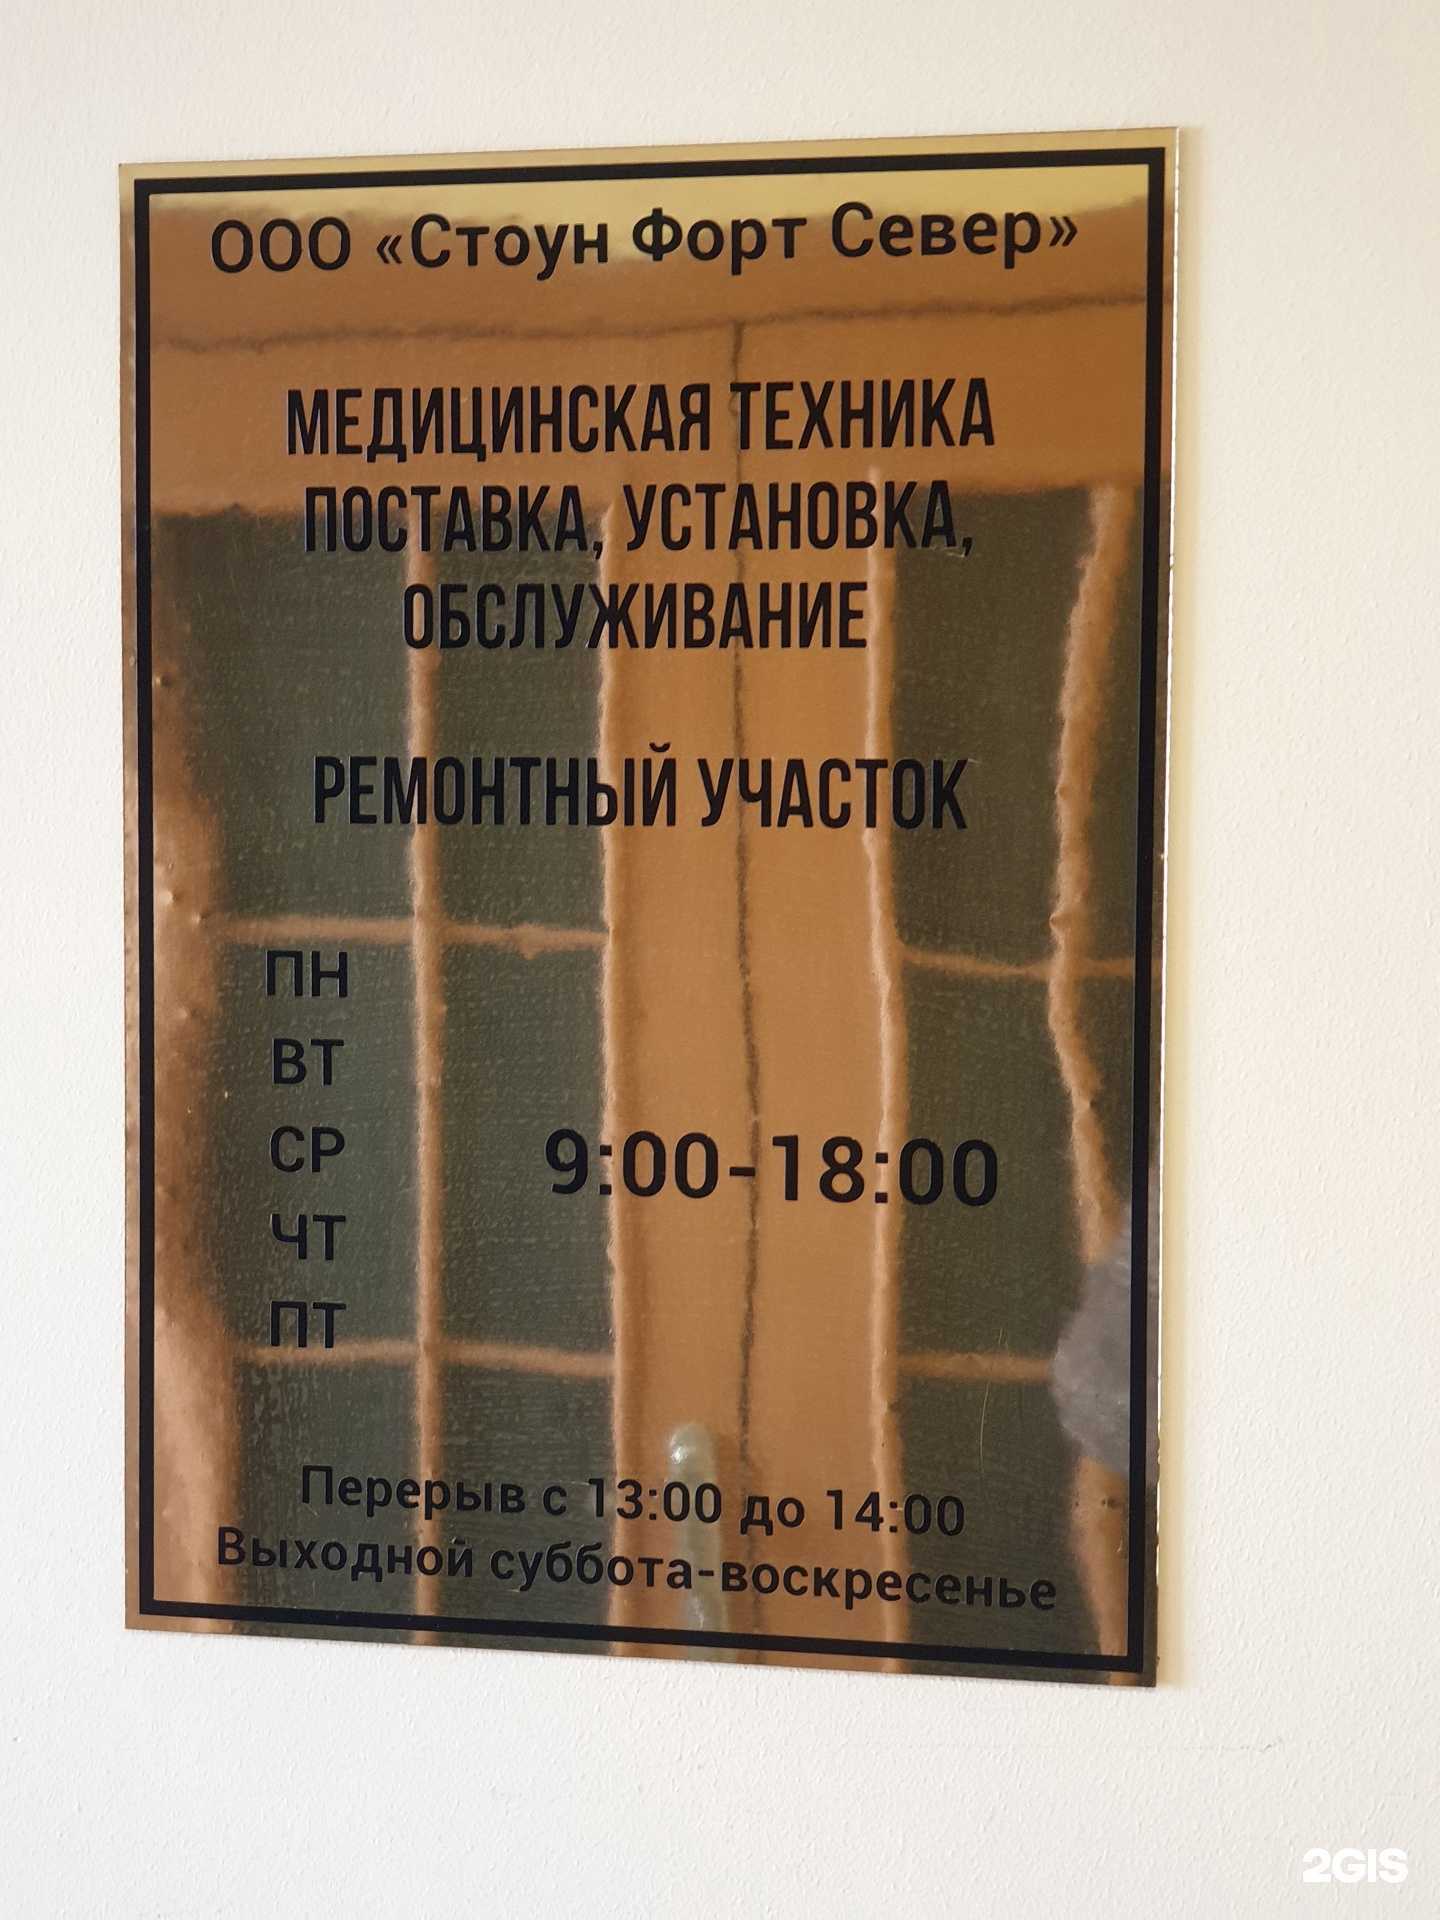 ООО «Стоун Форт Север»
МЕДИЦИНСКАЯ ТЕХНИКА
ПОСТАВКА, УСТАНОВКА,
ОБСЛУЖИВАНИЕ
РЕМОНТНЫЙ УЧАСТОК
ПН
ВТ
СР 9:00-18:00
ЧТ
ПТ
Перерыв с 13:00 до 14:00
Выходной суббота-воскресенье
2GIS